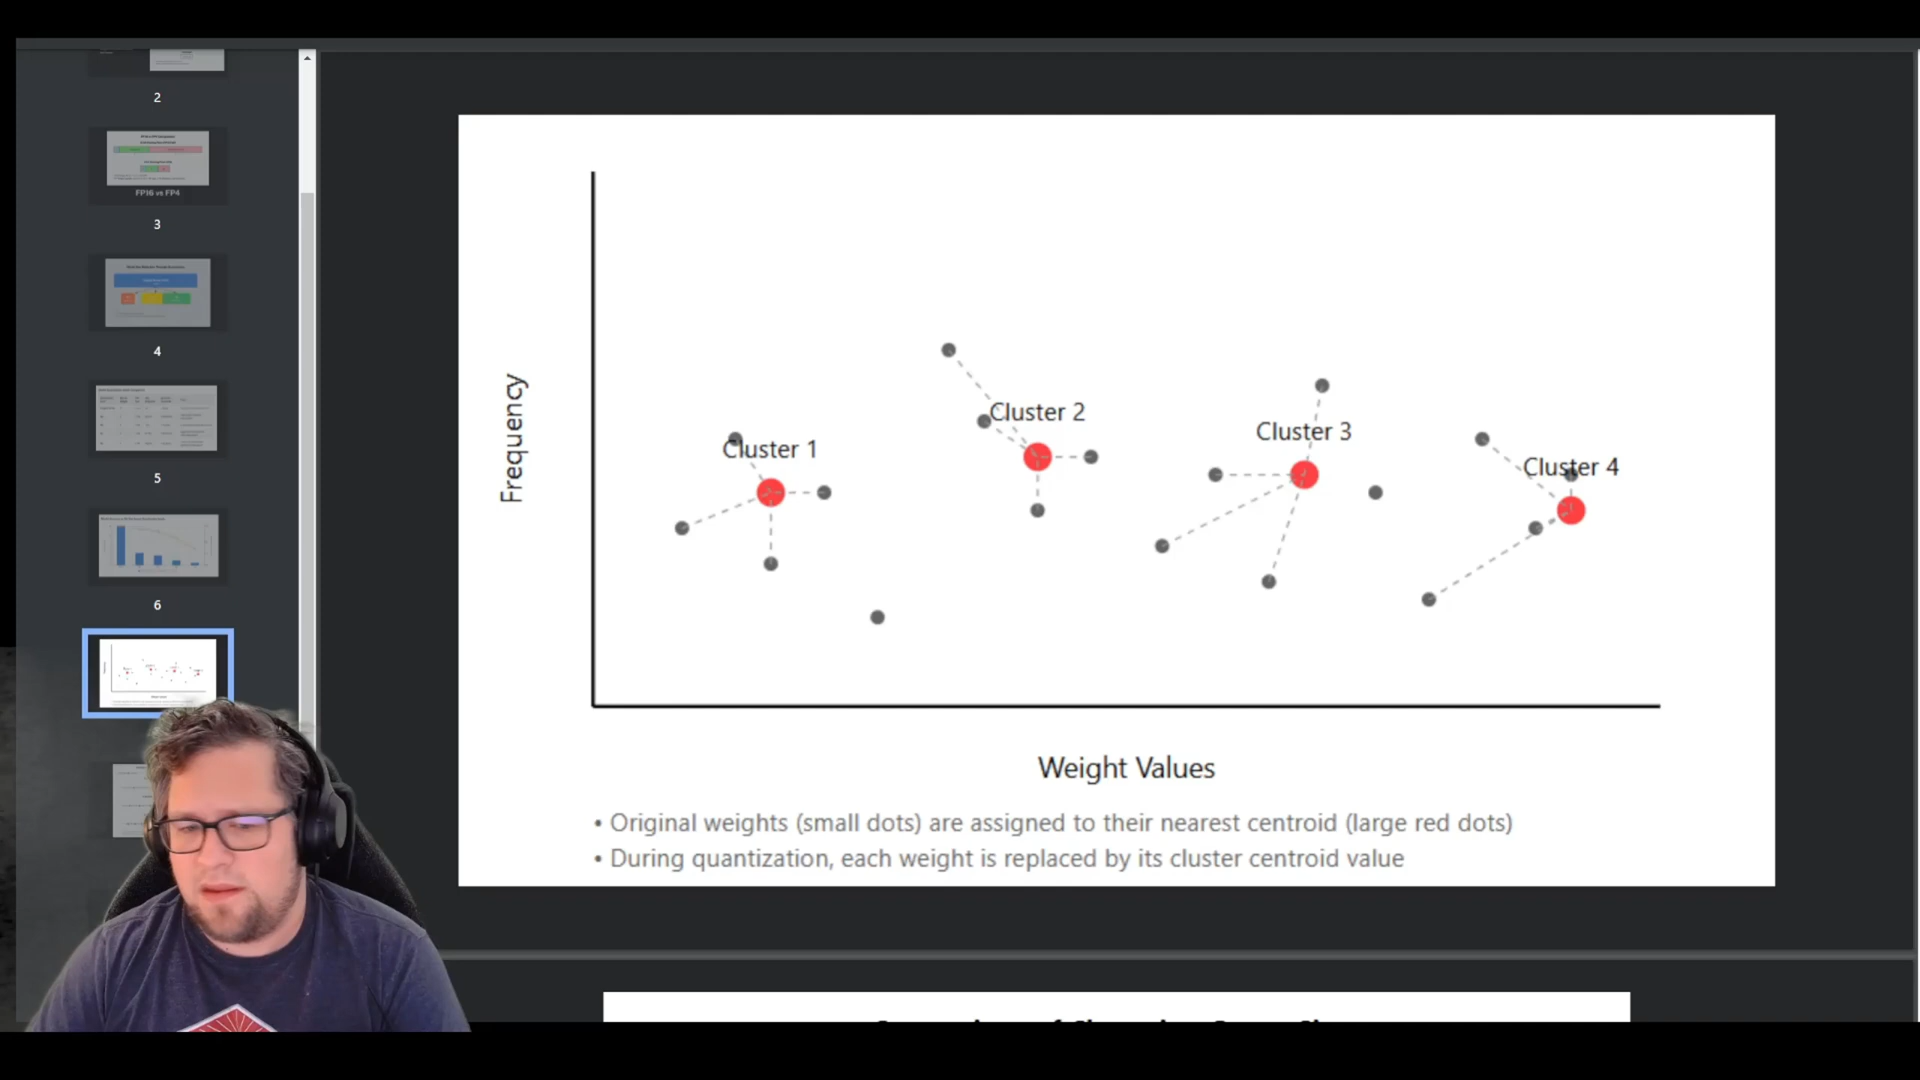 2
FP16 vs FP4
3
4
5
6
Frequency
Cluster 1
Cluster 2
Cluster 3
Cluster 4
Weight Values
• Original weights (small dots) are assigned to their nearest centroid (large red dots)
• During quantization, each weight is replaced by its cluster centroid value